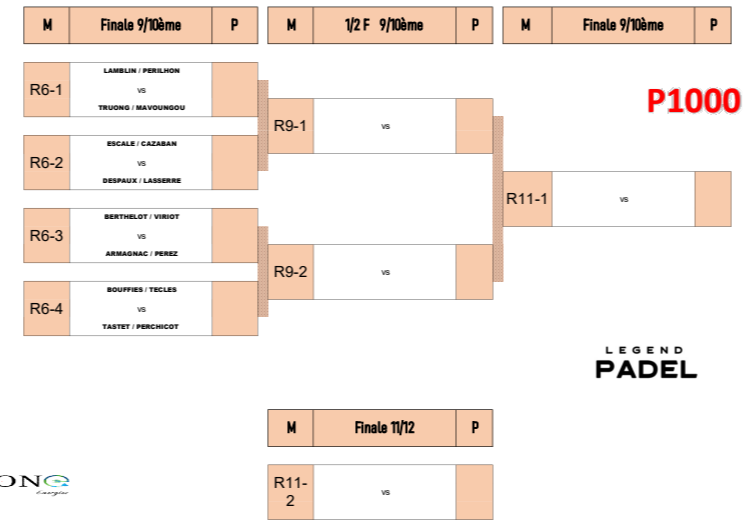 M Finale 9/10ème P
M 1/2 F 9/10ème P
M Finale 9/10ème P
P1000
R6-1
LAMBLIN / PERILHON
VS
TRUONG / MAVOUNGOU
R6-2
ESCALE / CAZABAN
VS
DESPAUX / LASSERRE
R6-3
BERTHELOT / VIRIOT
VS
ARMAGNAC / PEREZ
R6-4
BOUFFIES / TECLES
VS
TASTET / PERCHICOT
R9-1
VS
R9-2
VS
R11-1
VS
LEGEND
PADEL
M Finale 11/12 P
R11-
2
VS
Energies